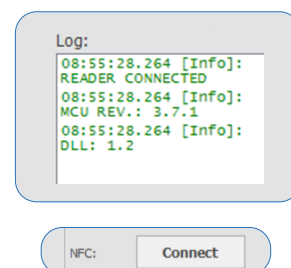 Log:
08:55:28.264 [Info]:
READER CONNECTED
08:55:28.264 [Info]:
MCU REV.: 3.7.1
08:55:28.264 [Info]:
DLL: 1.2
NFC: Connect